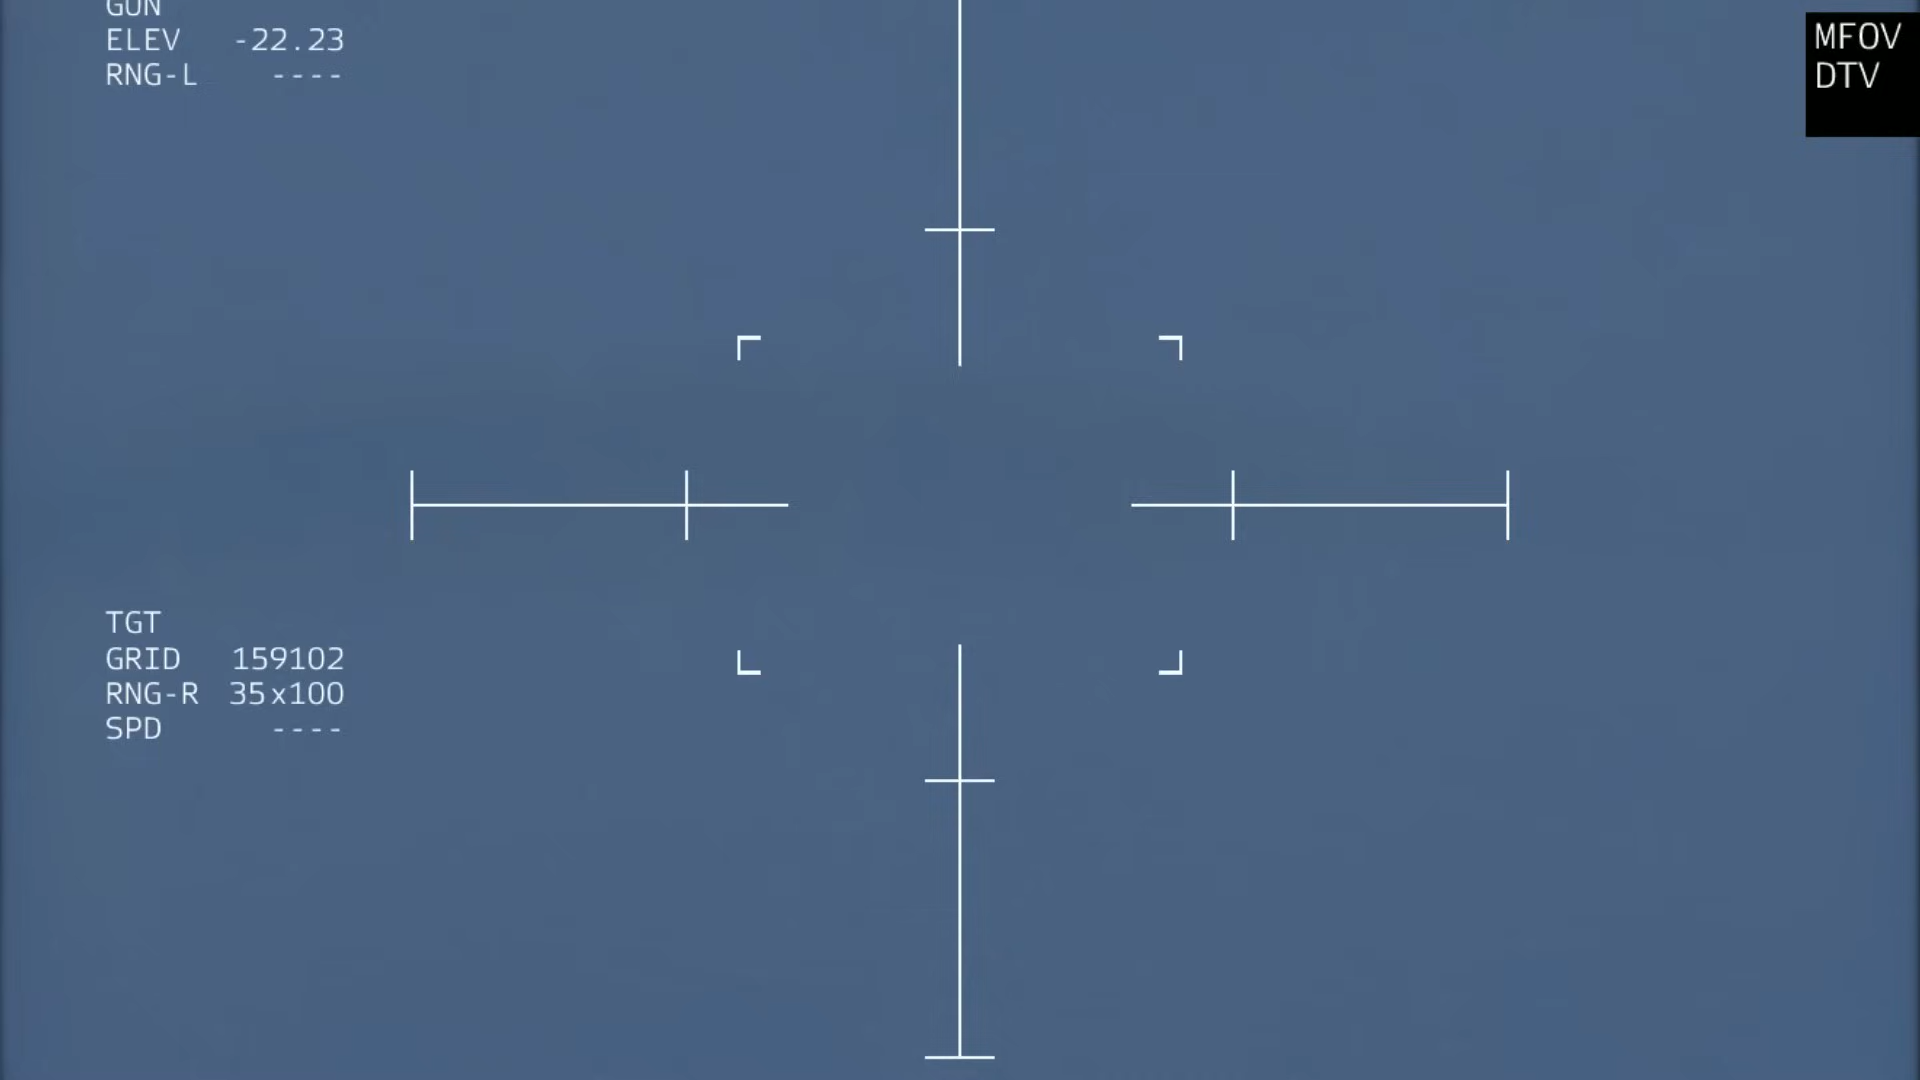 GUN
ELEV -22.23
RNG-L ----
MFOV
DTV
TGT
GRID 159102
RNG-R 35x100
SPD ----